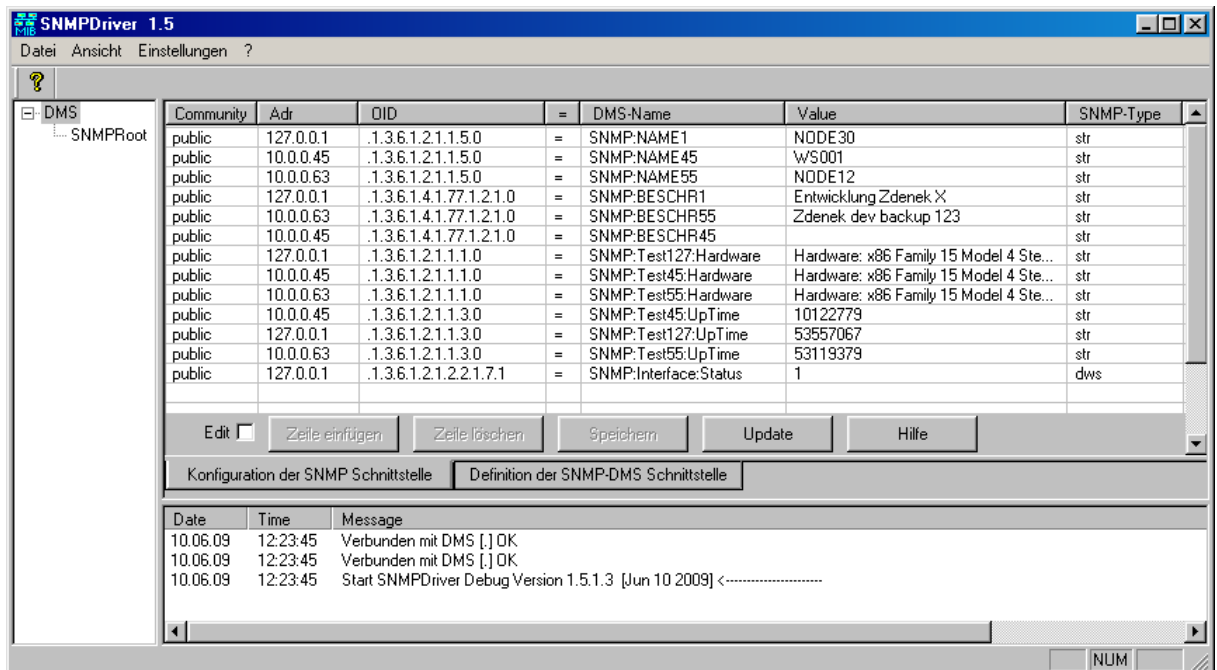 MIB SNMPDriver 1.5
Datei Ansicht Einstellungen ?
DMS
SNMPRoot
Community Adr OID = DMS-Name Value SNMP-Type
public 127.0.0.1 .1.3.6.1.2.1.1.5.0 = SNMP:NAME1 NODE30 str
public 10.0.0.45 .1.3.6.1.2.1.1.5.0 = SNMP:NAME45 WS001 str
public 10.0.0.63 .1.3.6.1.2.1.1.5.0 = SNMP:NAME55 NODE12 str
public 127.0.0.1 .1.3.6.1.4.1.77.1.2.1.0 = SNMP:BESCHR1 Entwicklung Zdenek X str
public 10.0.0.63 .1.3.6.1.4.1.77.1.2.1.0 = SNMP:BESCHR55 Zdenek dev backup 123 str
public 10.0.0.45 .1.3.6.1.4.1.77.1.2.1.0 = SNMP:BESCHR45 str
public 127.0.0.1 .1.3.6.1.2.1.1.1.0 = SNMP:Test127:Hardware Hardware: x86 Family 15 Model 4 Ste... str
public 10.0.0.45 .1.3.6.1.2.1.1.1.0 = SNMP:Test45:Hardware Hardware: x86 Family 15 Model 4 Ste... str
public 10.0.0.63 .1.3.6.1.2.1.1.1.0 = SNMP:Test55:Hardware Hardware: x86 Family 15 Model 4 Ste... str
public 10.0.0.45 .1.3.6.1.2.1.1.3.0 = SNMP:Test45:UpTime 10122779 str
public 127.0.0.1 .1.3.6.1.2.1.1.3.0 = SNMP:Test127:UpTime 53557067 str
public 10.0.0.63 .1.3.6.1.2.1.1.3.0 = SNMP:Test55:UpTime 53119379 str
public 127.0.0.1 .1.3.6.1.2.1.2.2.1.7.1 = SNMP:Interface:Status 1 dws
Edit Zeile einfügen Zeile löschen Speichern Update Hilfe
Konfiguration der SNMP Schnittstelle Definition der SNMP-DMS Schnittstelle
Date Time Message
10.06.09 12:23:45 Verbunden mit DMS [.] OK
10.06.09 12:23:45 Verbunden mit DMS [.] OK
10.06.09 12:23:45 Start SNMPDriver Debug Version 1.5.1.3 [Jun 10 2009] <-----------------------
NUM